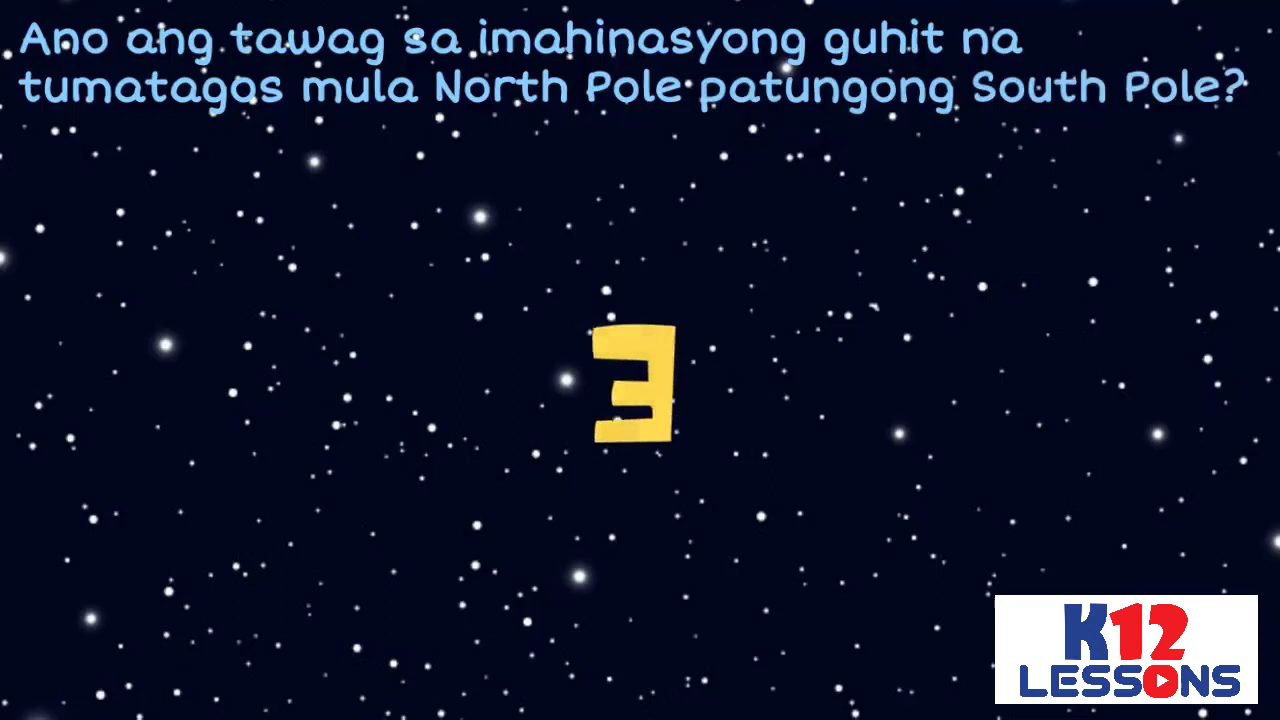 Ano ang tawag sa imahinasyong guhit na
tumatagos mula North Pole patungong South Pole?
3
K12
LESSONS